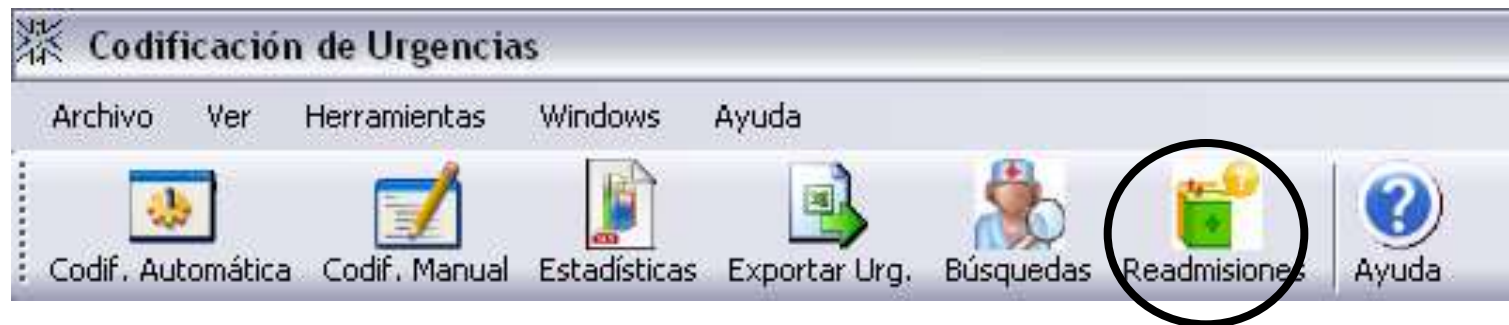 Codificación de Urgencias
Archivo Ver Herramientas Windows Ayuda
Codif. Automática Codif. Manual Estadísticas Exportar Urg. Búsquedas Readmisiones Ayuda